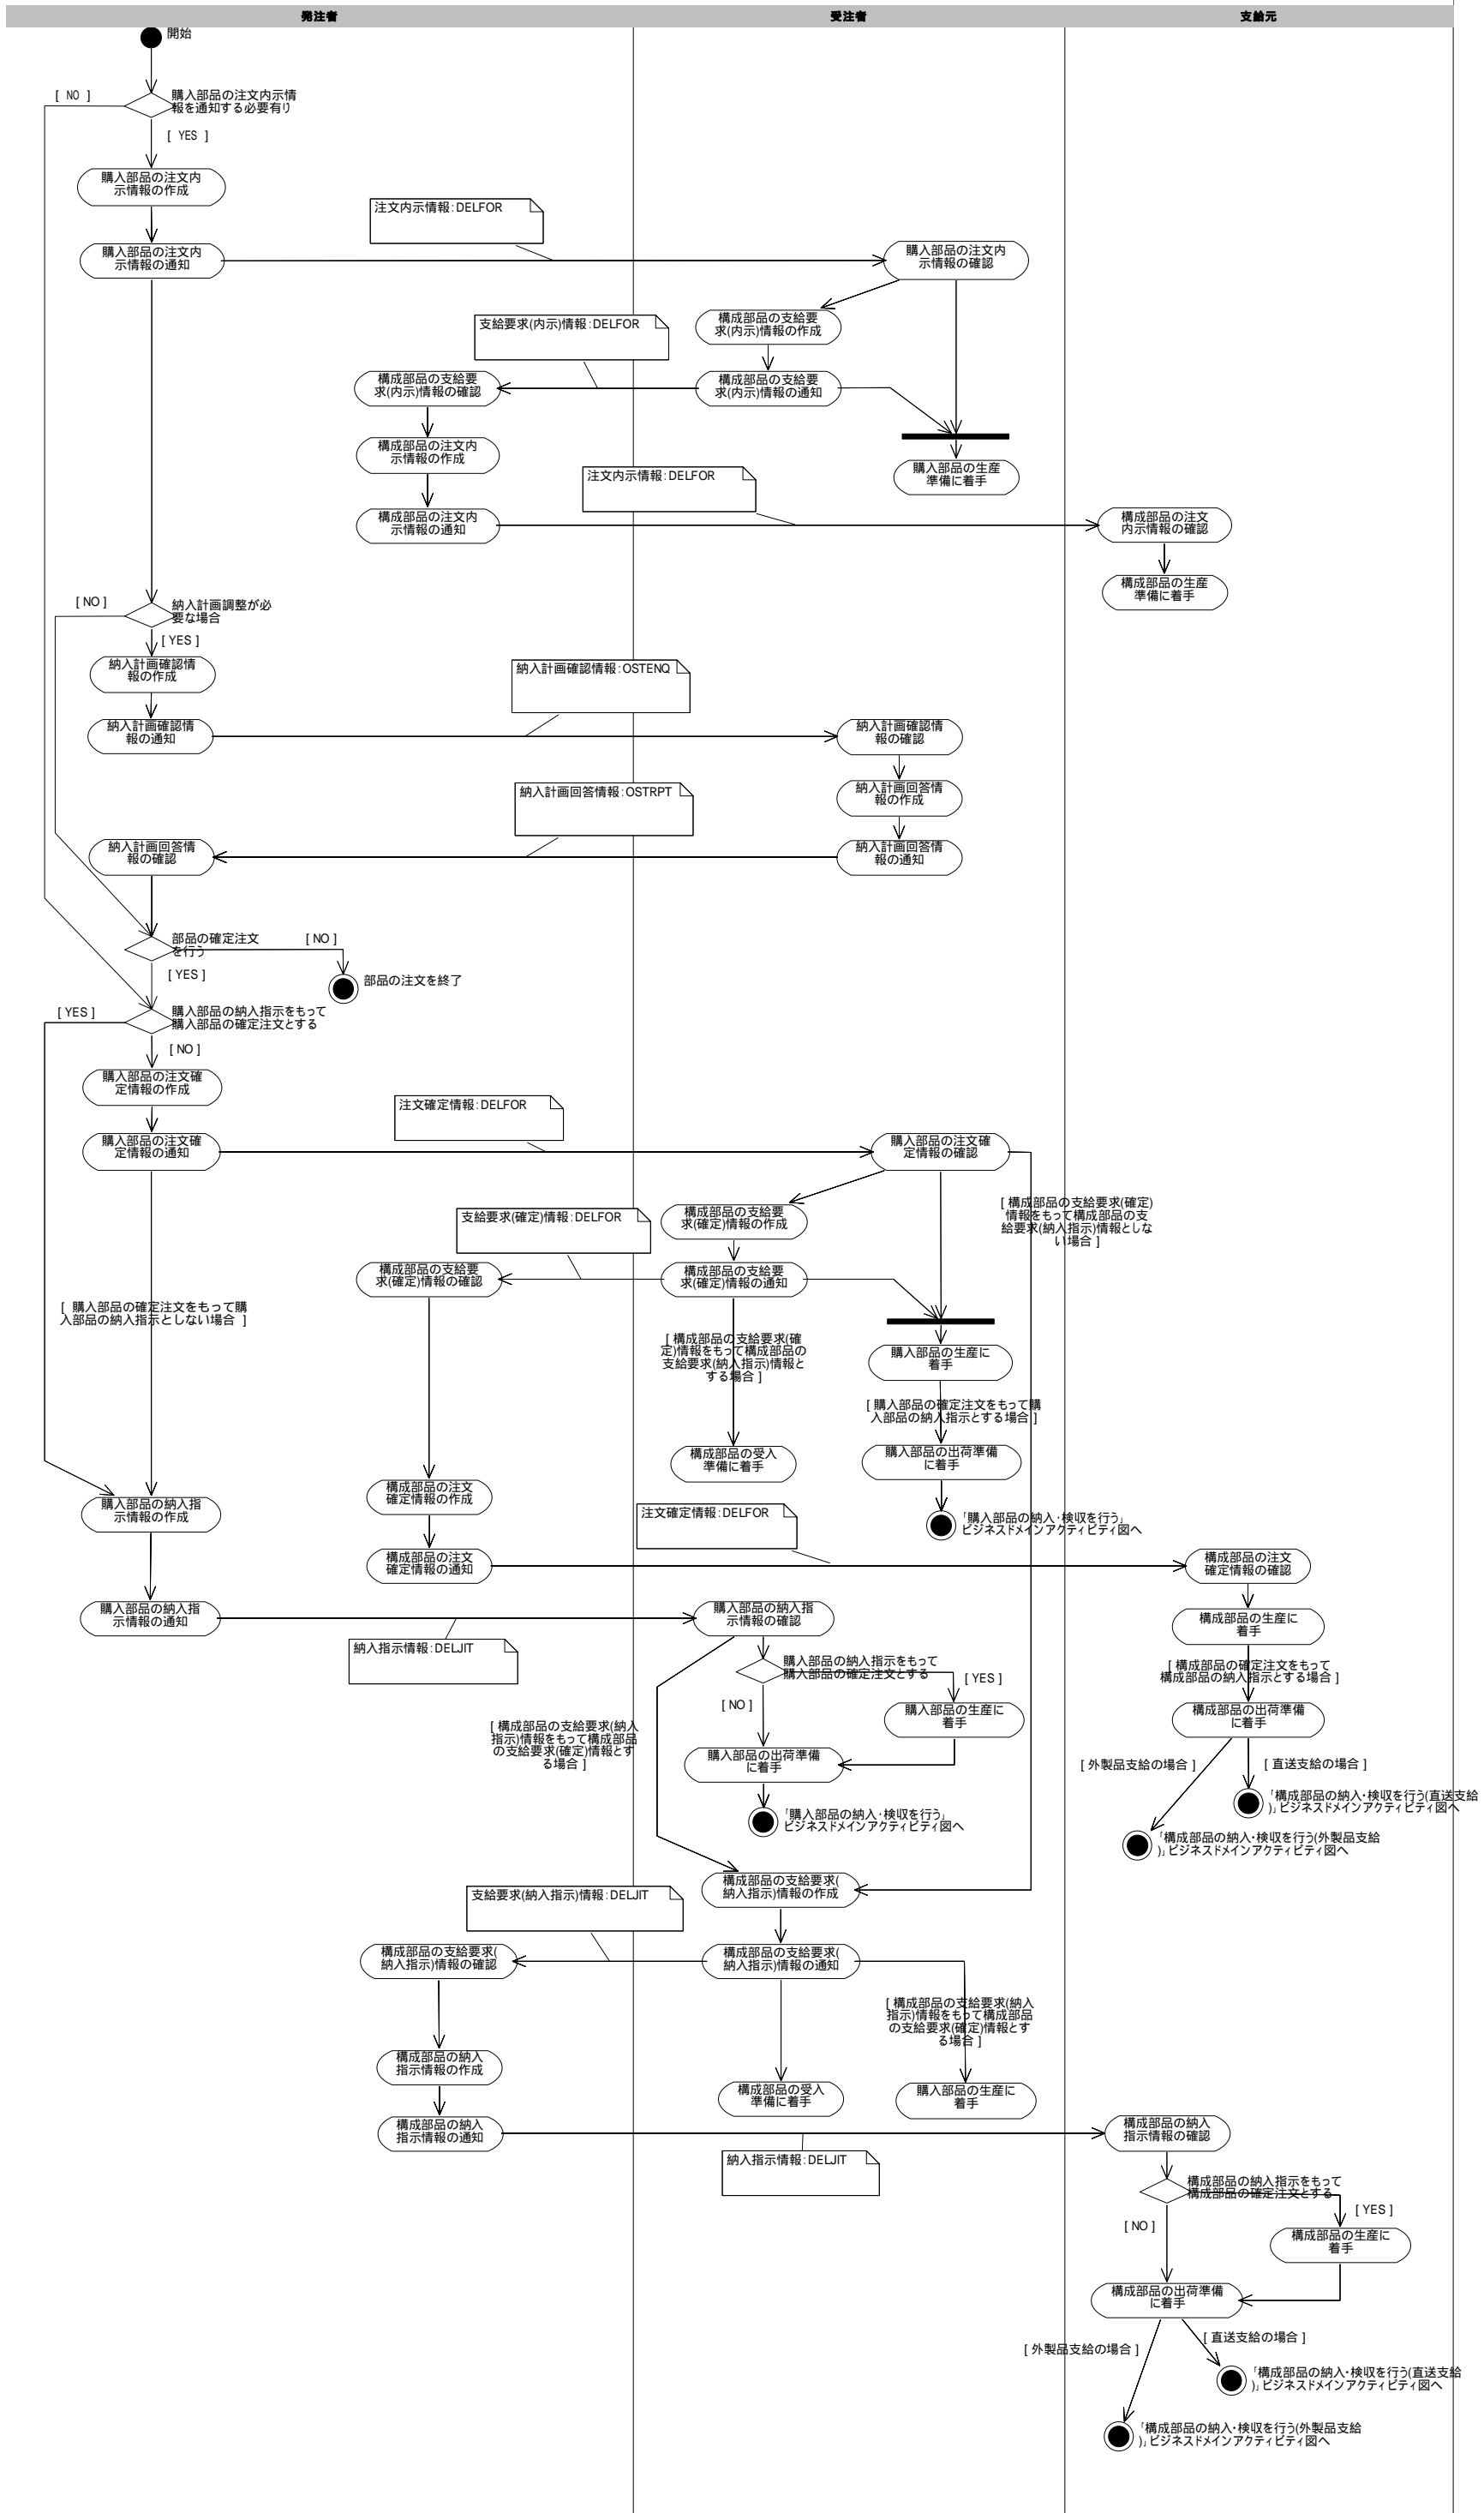 発注者
受注者
支給元
開始
[ NO ]
購入部品の注文内示情
報を通知する必要有り
[ YES ]
購入部品の注文内
示情報の作成
注文内示情報:DELFOR
購入部品の注文内
示情報の通知
購入部品の注文内
示情報の確認
構成部品の支給要
求(内示)情報の作成
支給要求(内示)情報:DELFOR
構成部品の支給要
求(内示)情報の確認
構成部品の支給要
求(内示)情報の通知
構成部品の注文内
示情報の作成
購入部品の生産
準備に着手
注文内示情報:DELFOR
構成部品の注文内
示情報の通知
構成部品の注文
内示情報の確認
構成部品の生産
準備に着手
[ NO ]
納入計画調整が必
要な場合
[ YES ]
納入計画確認情
報の作成
納入計画確認情報:OSTENQ
納入計画確認情
報の通知
納入計画確認情
報の確認
納入計画回答情
報の作成
納入計画回答情報:OSTRPT
納入計画回答情
報の確認
納入計画回答情
報の通知
部品の確定注文
を行う
[ NO ]
[ YES ]
部品の注文を終了
[ YES ]
購入部品の納入指示をもって
購入部品の確定注文とする
[ NO ]
購入部品の注文確
定情報の作成
注文確定情報:DELFOR
購入部品の注文確
定情報の通知
購入部品の注文確
定情報の確認
[ 構成部品の支給要求(確定)
情報をもって構成部品の支
給要求(納入指示)情報としな
い場合 ]
構成部品の支給要
求(確定)情報の作成
支給要求(確定)情報:DELFOR
構成部品の支給要
求(確定)情報の確認
構成部品の支給要
求(確定)情報の通知
[ 購入部品の確定注文をもって購
入部品の納入指示としない場合 ]
[ 構成部品の支給要求(確
定)情報をもって構成部品の
支給要求(納入指示)情報と
する場合 ]
購入部品の生産に
着手
[ 購入部品の確定注文をもって購
入部品の納入指示とする場合 ]
構成部品の受入
準備に着手
購入部品の出荷準備
に着手
購入部品の納入指
示情報の作成
構成部品の注文
確定情報の作成
注文確定情報:DELFOR
「購入部品の納入・検収を行う」
ビジネスドメインアクティビティ図へ
構成部品の注文
確定情報の通知
構成部品の注文
確定情報の確認
購入部品の納入指
示情報の通知
購入部品の納入指
示情報の確認
構成部品の生産に
着手
納入指示情報:DELJIT
購入部品の納入指示をもって
購入部品の確定注文とする
[ YES ]
[ NO ]
[ 構成部品の確定注文をもって
構成部品の納入指示とする場合 ]
購入部品の生産に
着手
構成部品の出荷準備
に着手
[ 構成部品の支給要求(納入
指示)情報をもって構成部品
の支給要求(確定)情報とす
る場合 ]
購入部品の出荷準備
に着手
[ 外製品支給の場合 ]
[ 直送支給の場合 ]
「購入部品の納入・検収を行う」
ビジネスドメインアクティビティ図へ
「構成部品の納入・検収を行う(直送支給
)」ビジネスドメインアクティビティ図へ
「構成部品の納入・検収を行う(外製品支給
)」ビジネスドメインアクティビティ図へ
構成部品の支給要求(
納入指示)情報の作成
支給要求(納入指示)情報:DELJIT
構成部品の支給要求(
納入指示)情報の確認
構成部品の支給要求(
納入指示)情報の通知
[ 構成部品の支給要求(納入
指示)情報をもって構成部品
の支給要求(確定)情報とす
る場合 ]
構成部品の納入
指示情報の作成
構成部品の受入
準備に着手
購入部品の生産に
着手
構成部品の納入
指示情報の通知
構成部品の納入
指示情報の確認
納入指示情報:DELJIT
構成部品の納入指示をもって
構成部品の確定注文とする
[ YES ]
[ NO ]
構成部品の生産に
着手
構成部品の出荷準備
に着手
[ 直送支給の場合 ]
[ 外製品支給の場合 ]
「構成部品の納入・検収を行う(直送支給
)」ビジネスドメインアクティビティ図へ
「構成部品の納入・検収を行う(外製品支給
)」ビジネスドメインアクティビティ図へ